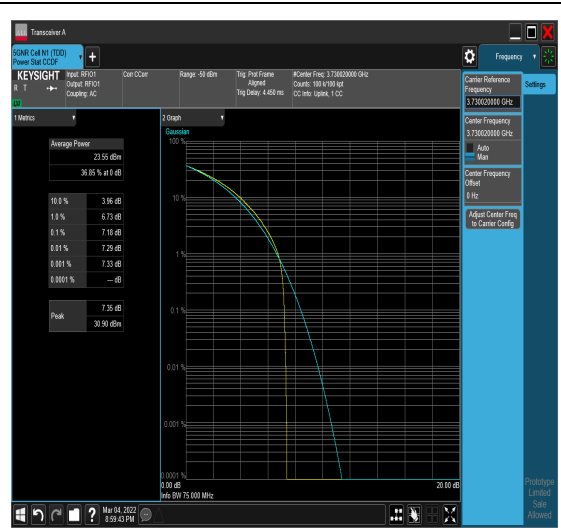 Transceiver A
5GNR Cell N1 (TDD)
Power Stat CCDF
KEYSIGHT
R T
LXI
Input: RFIO1
Output: RFIO1
Coupling: AC
Corr CCorr
Range: -50 dBm
Trig: Prot Frame
Aligned
Trig Delay: 4.450 ms
#Center Freq: 3.730020000 GHz
Counts: 100 k/100 kpt
CC Info: Uplink, 1 CC
1 Metrics
Average Power
23.55 dBm
36.85 % at 0 dB
10.0 % 3.96 dB
1.0 % 6.73 dB
0.1 % 7.18 dB
0.01 % 7.29 dB
0.001 % 7.33 dB
0.0001 % --- dB
Peak
7.35 dB
30.90 dBm
2 Graph
Gaussian
100 %
10 %
1 %
0.1 %
0.01 %
0.001 %
0.0001 %
0.00 dB
20.00 dB
Info BW 75.000 MHz
Frequency
Settings
Carrier Reference
Frequency
3.730020000 GHz
Center Frequency
3.730020000 GHz
Auto
Man
Center Frequency
Offset
0 Hz
Adjust Center Freq
to Carrier Config
Prototype
Limited
Sale
Allowed
?
Mar 04, 2022
8:59:43 PM